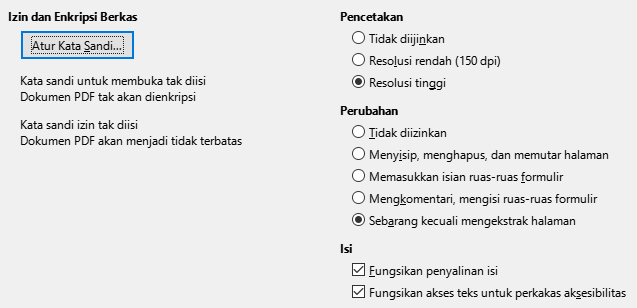 Izin dan Enkripsi Berkas
Atur Kata Sandi...
Kata sandi untuk membuka tak diisi
Dokumen PDF tak akan dienkripsi
Kata sandi izin tak diisi
Dokumen PDF akan menjadi tidak terbatas
Pencetakan
Tidak diijinkan
Resolusi rendah (150 dpi)
Resolusi tinggi
Perubahan
Tidak diizinkan
Menyisip, menghapus, dan memutar halaman
Memasukkan isian ruas-ruas formulir
Mengkomentari, mengisi ruas-ruas formulir
Sebarang kecuali mengekstrak halaman
Isi
Fungsikan penyalinan isi
Fungsikan akses teks untuk perkakas aksesibilitas